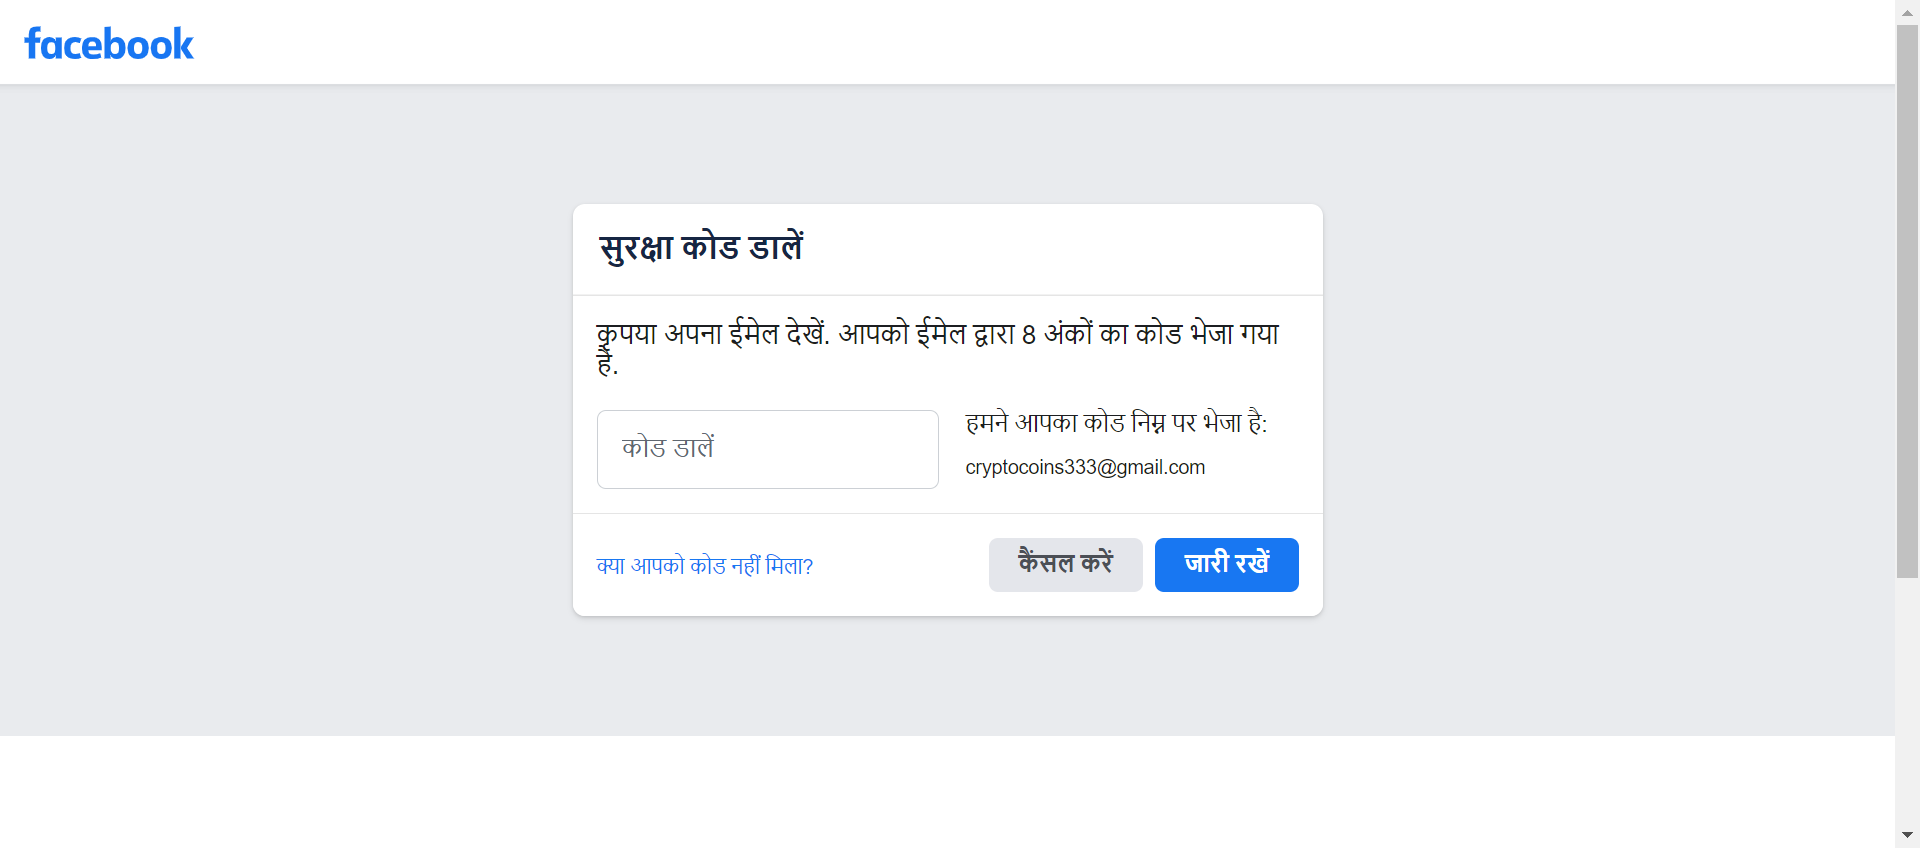 facebook
सुरक्षा कोड डालें
कृपया अपना ईमेल देखें. आपको ईमेल द्वारा 8 अंकों का कोड भेजा गया
है.
कोड डालें
हमने आपका कोड निम्न पर भेजा है:
cryptocoins333@gmail.com
क्या आपको कोड नहीं मिला?
कैंसल करें
जारी रखें